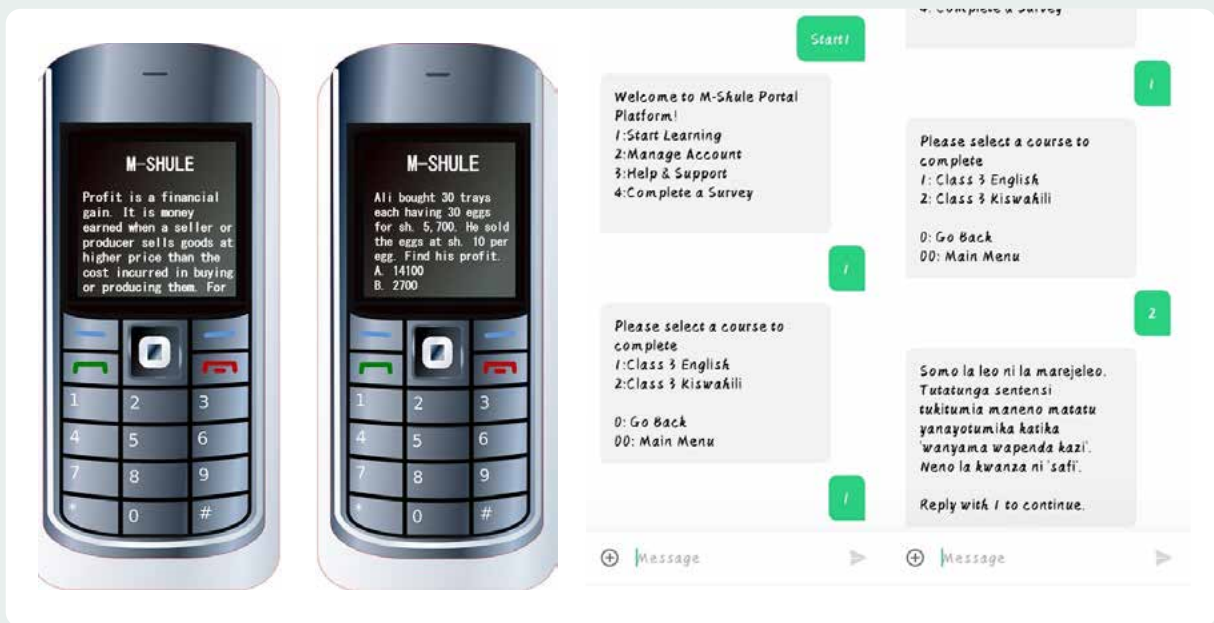 M-SHULE
Profit is a financial
gain. It is money
earned when a seller or
producer sells goods at
higher price than the
cost incurred in buying
or producing them. For
1
2
3
4
5
6
7
8
9
*
0
#
M-SHULE
Ali bought 30 trays
each having 30 eggs
for sh. 5,700. He sold
the eggs at sh. 10 per
egg. Find his profit.
A. 14100
B. 2700
1
2
3
4
5
6
7
8
9
*
0
#
Start1
Welcome to M-Shule Portal
Platform!
1:Start Learning
2:Manage Account
3:Help & Support
4:Complete a Survey
1
Please select a course to
complete
1:Class 3 English
2:Class 3 Kiswahili
0: Go Back
00: Main Menu
1
Message
4: Complete a Survey
1
Please select a course to
complete
1: Class 3 English
2: Class 3 Kiswahili
0: Go Back
00: Main Menu
2
Somo la leo ni la marejeleo.
Tutatunga sentensi
tukitumia maneno matatu
yanayotumika katika
'wanyama wapenda kazi'.
Neno la kwanza ni 'safi'.
Reply with 1 to continue.
Message